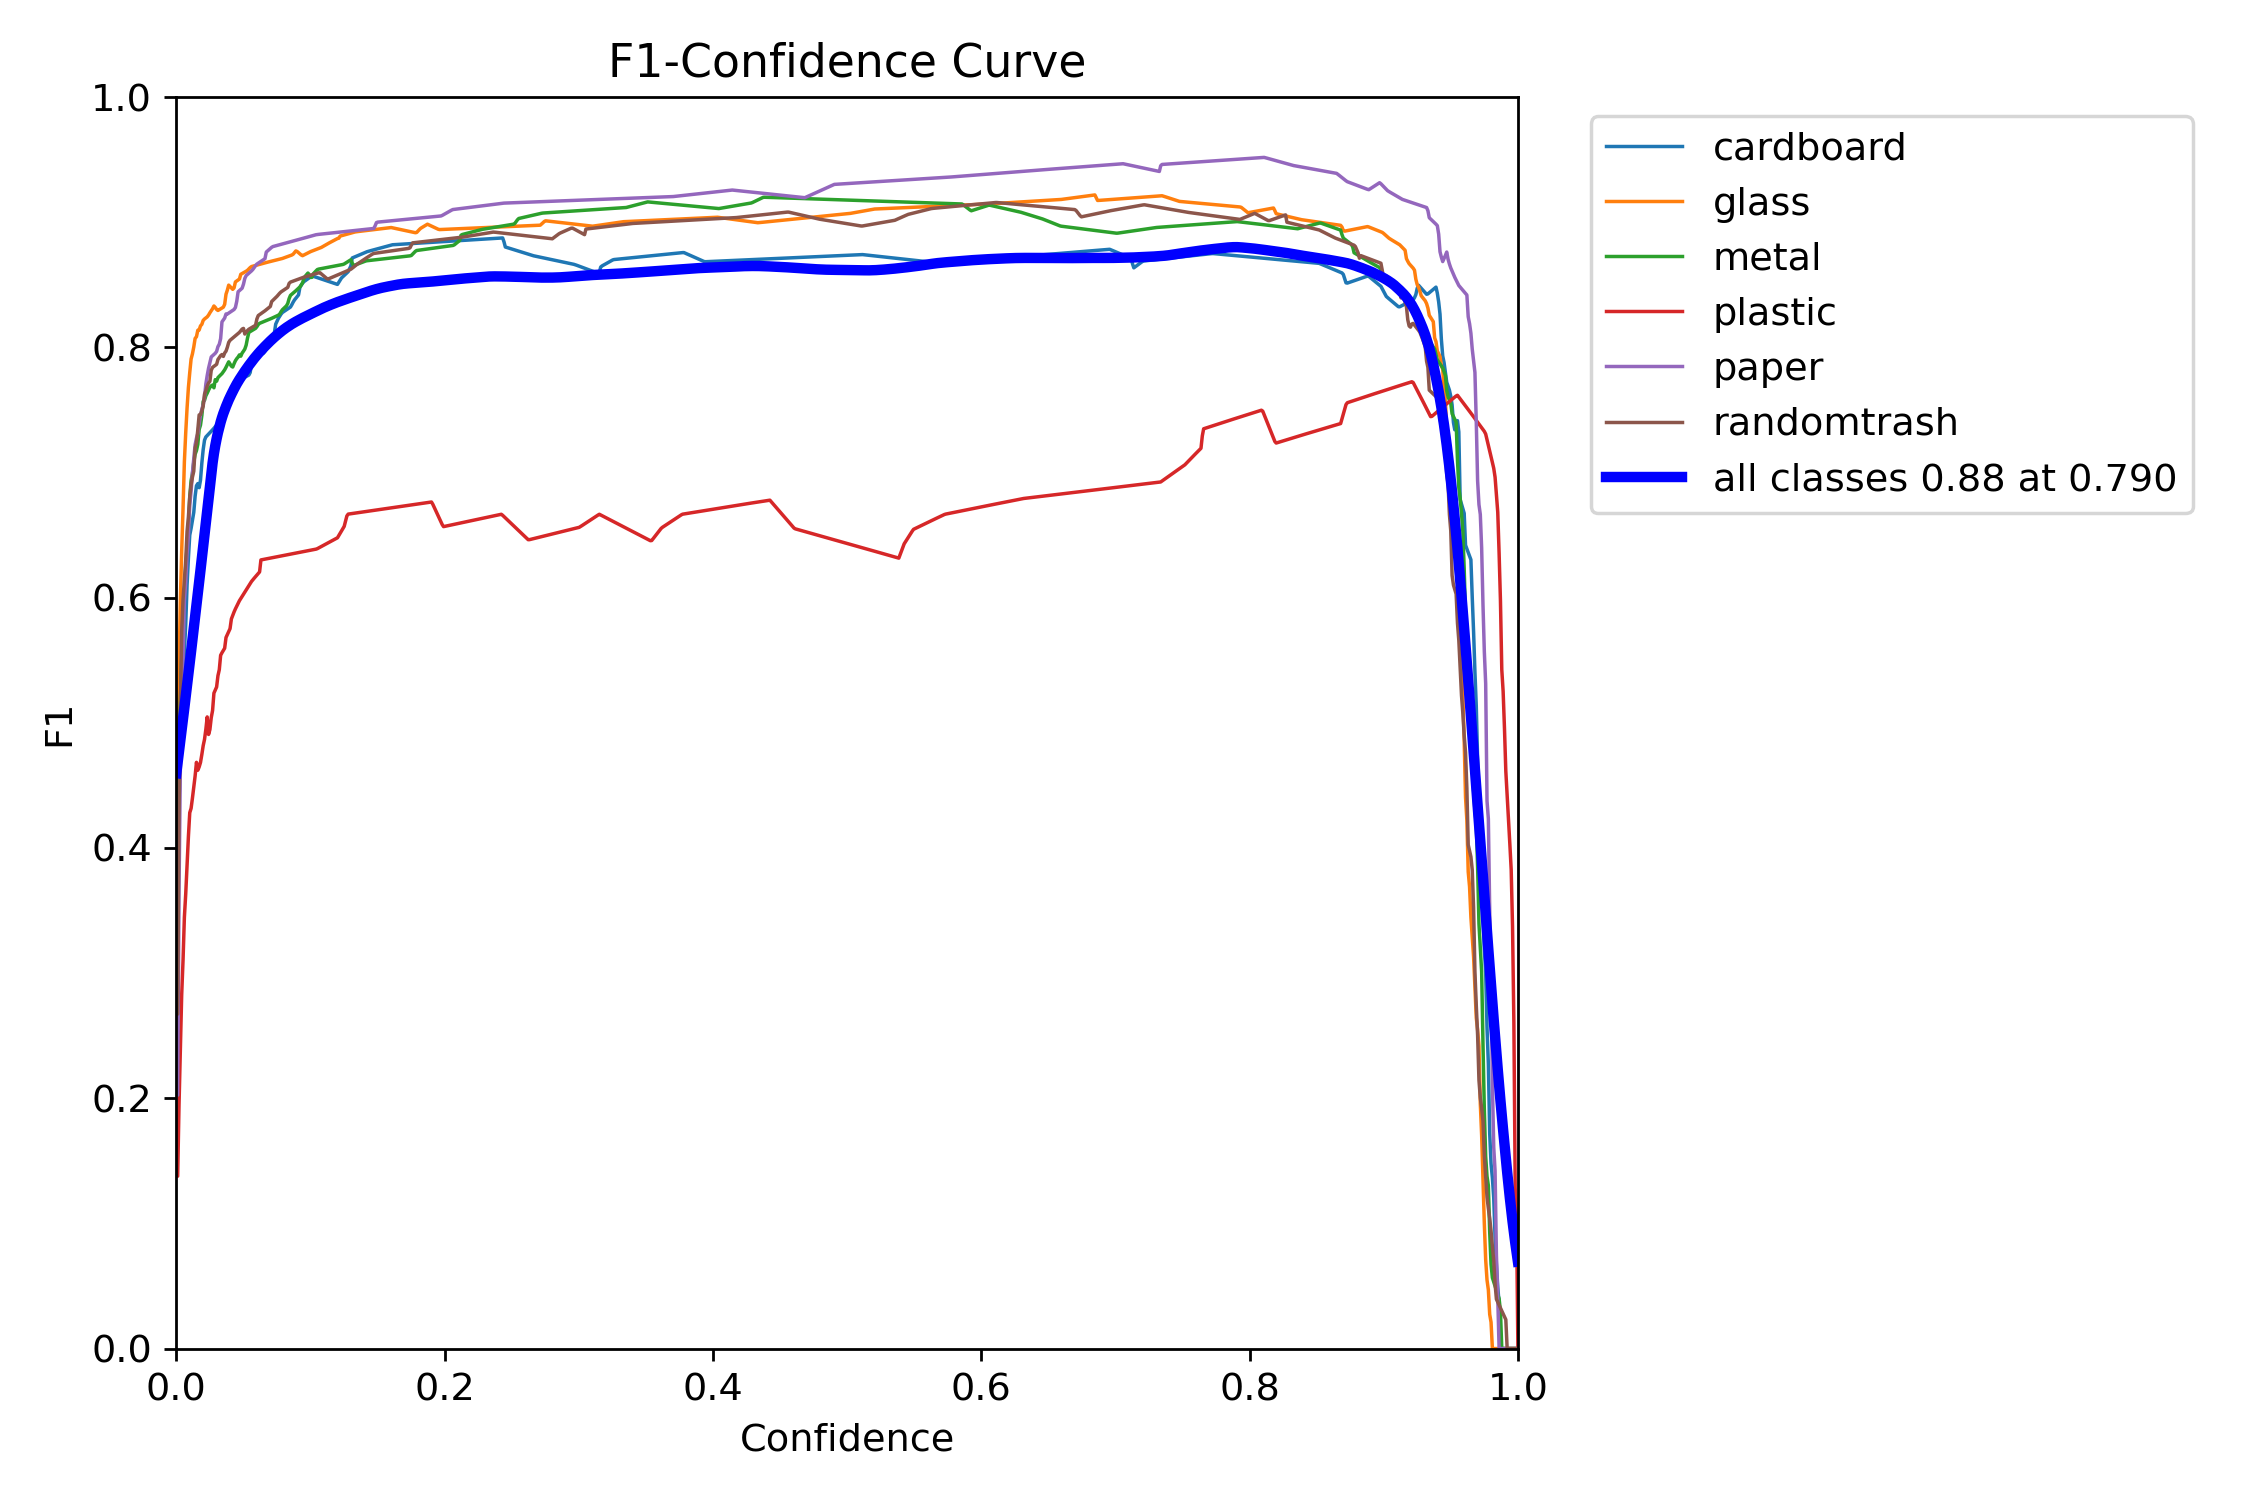 F1-Confidence Curve
1.0
0.8
0.6
0.4
0.2
0.0
F1
0.0 0.2 0.4 0.6 0.8 1.0
Confidence
cardboard
glass
metal
plastic
paper
randomtrash
all classes 0.88 at 0.790